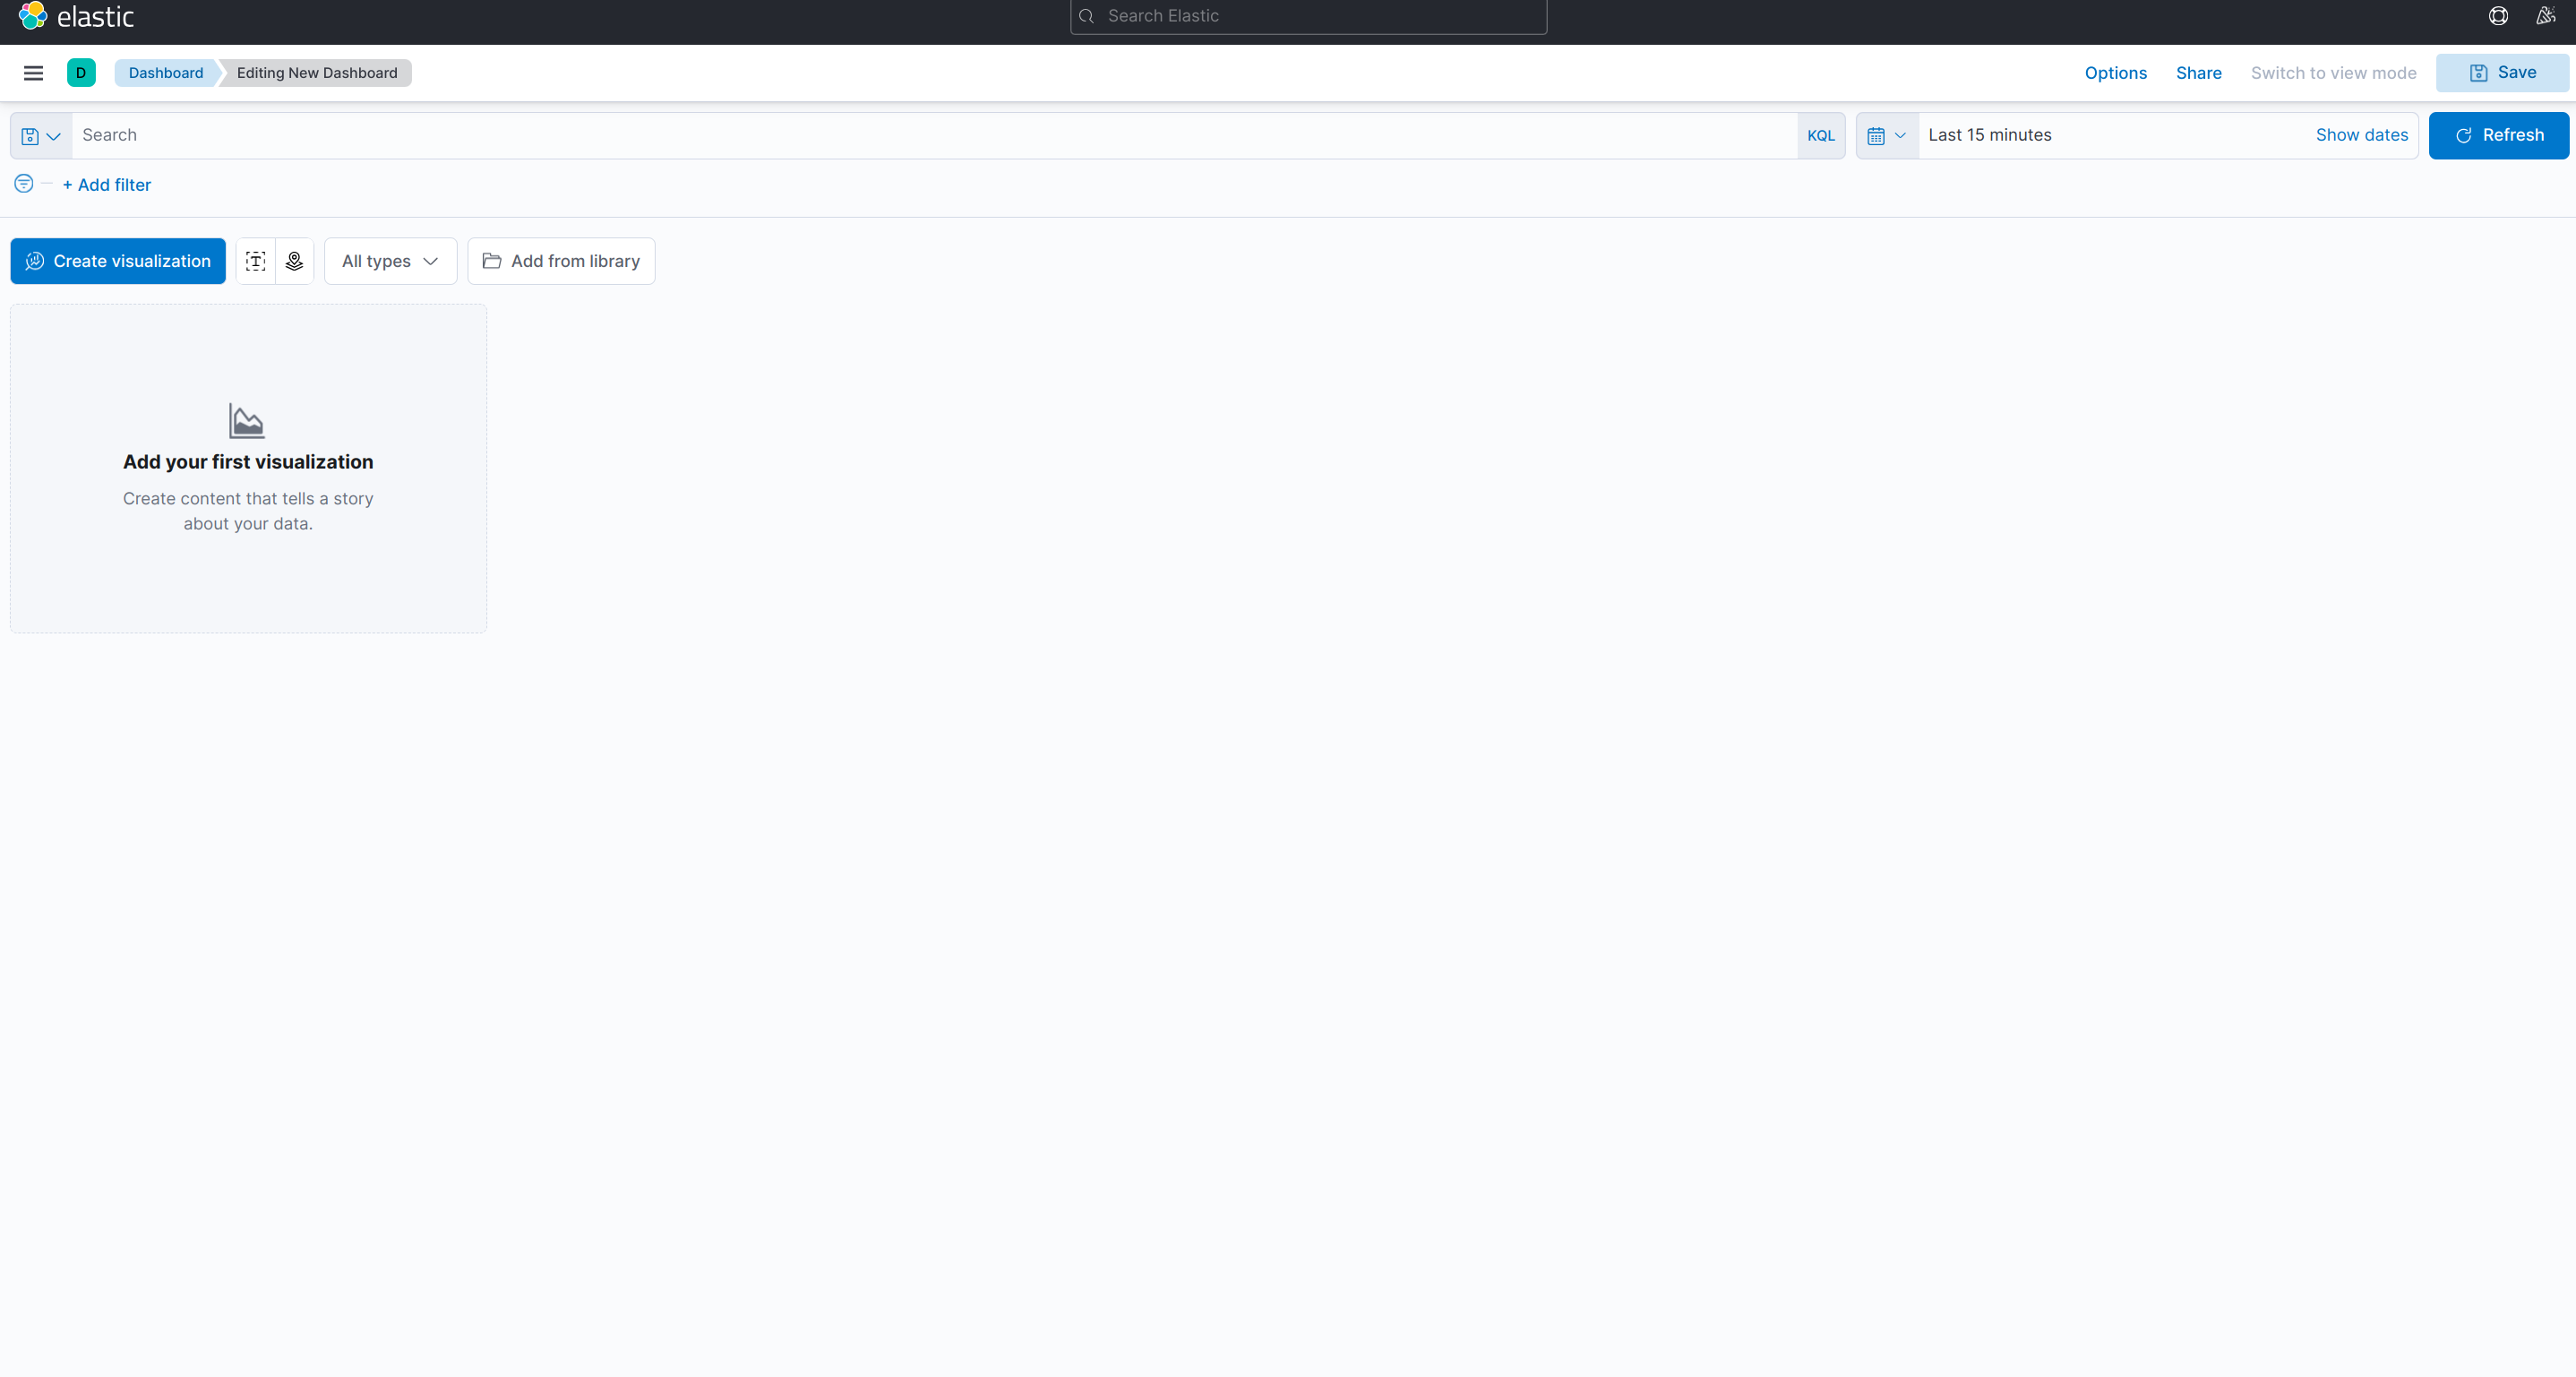 elastic
Search Elastic
D
Dashboard
Editing New Dashboard
Options
Share
Switch to view mode
Save
Search
KQL
Last 15 minutes
Show dates
Refresh
+ Add filter
Create visualization
All types
Add from library
Add your first visualization
Create content that tells a story
about your data.